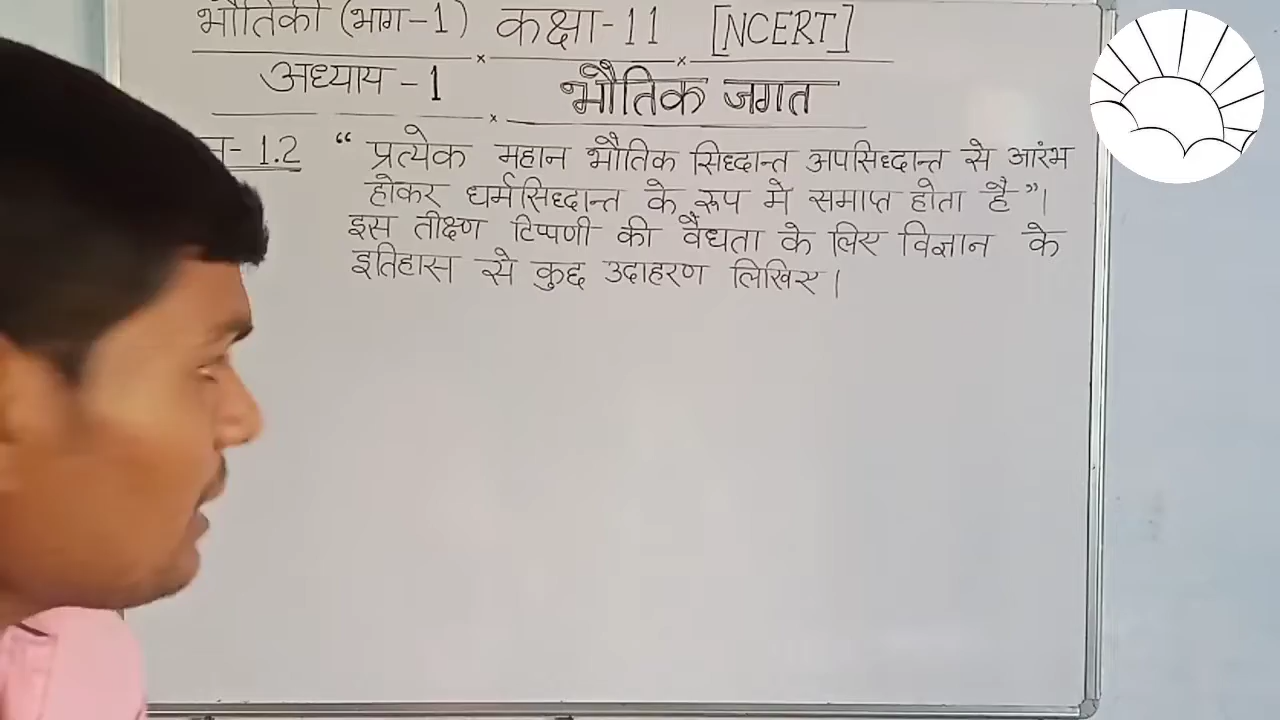 भौतिकी (भाग-1) कक्षा-11 [NCERT]
अध्याय - 1 भौतिक जगत
1.2 “ प्रत्येक महान भौतिक सिध्दान्त अपसिध्दान्त से आरंभ
होकर धर्मसिध्दान्त के रूप मे समाप्त होता है ”।
इस तीक्ष्ण टिप्पणी की वैधता के लिए विज्ञान के
इतिहास से कुछ उदाहरण लिखिए।